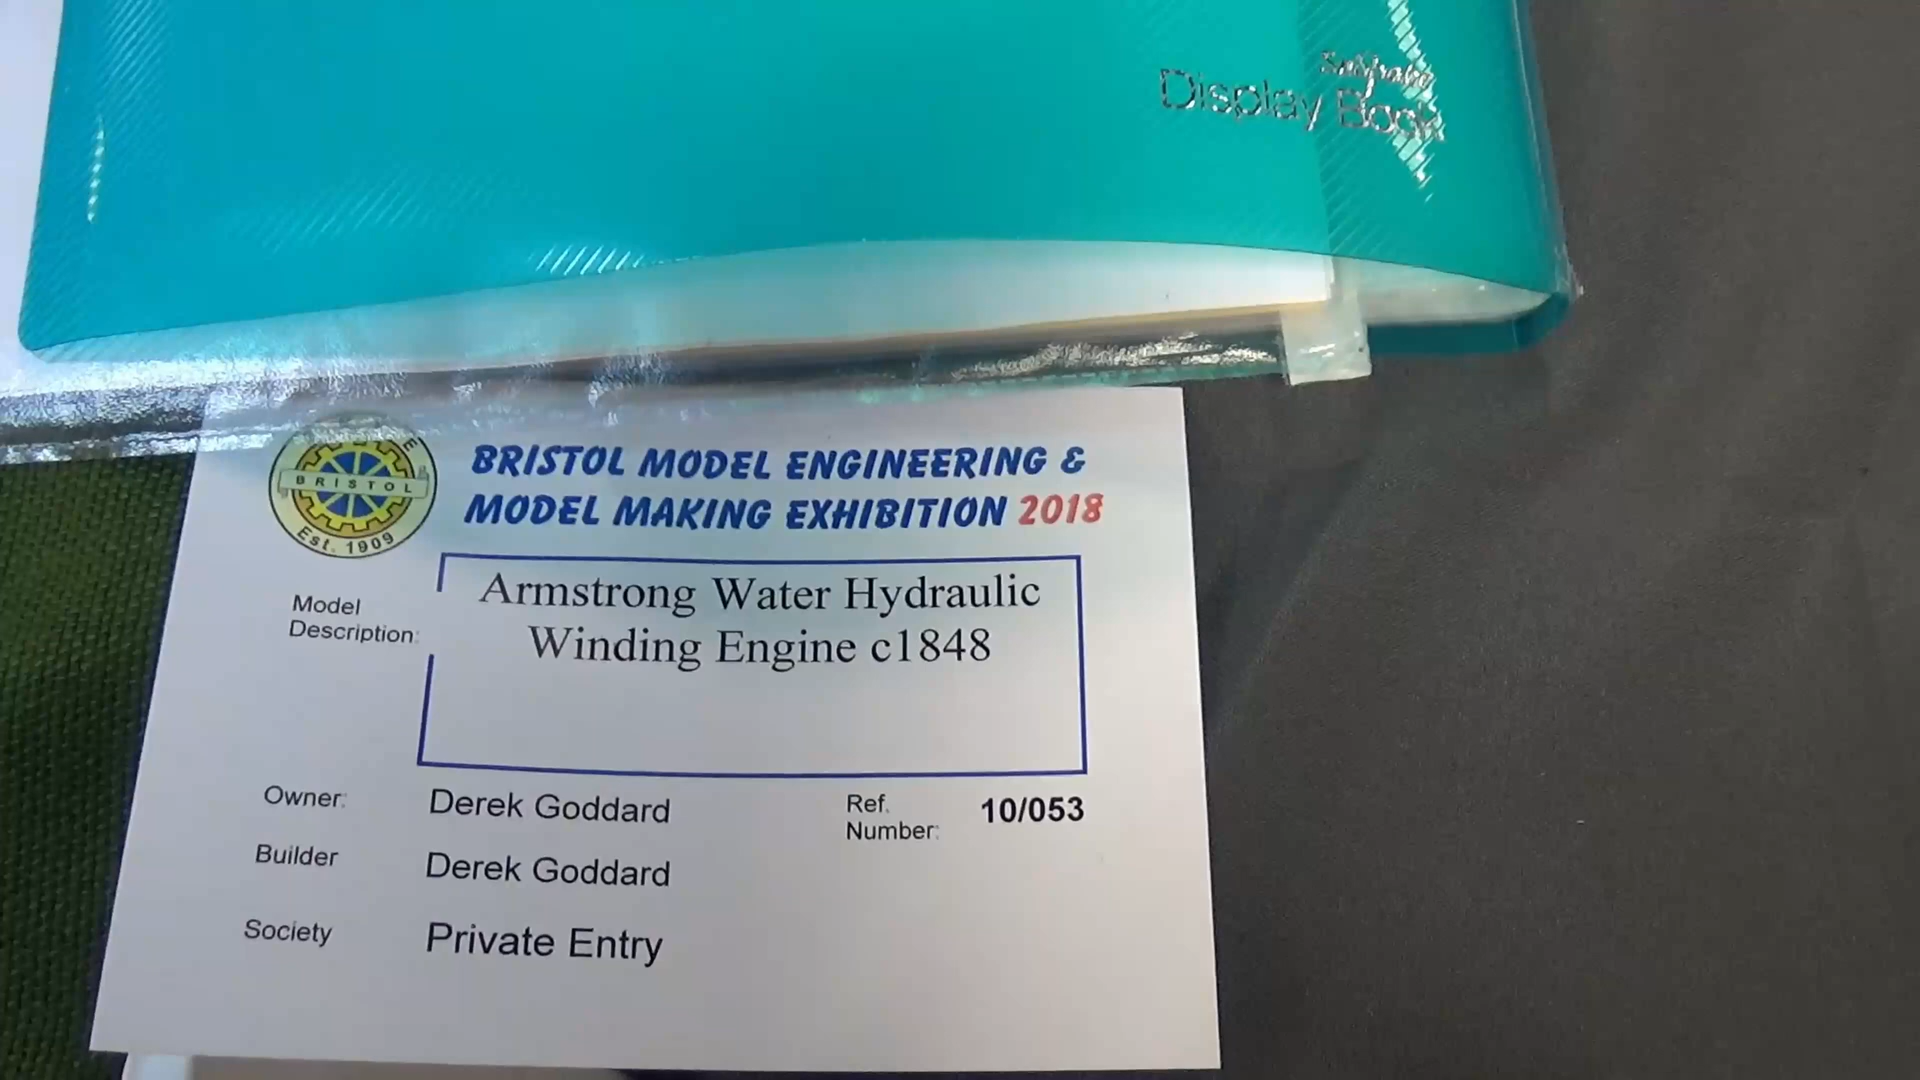 Display Book
E
BRISTOL
Est. 1909
BRISTOL MODEL ENGINEERING &
MODEL MAKING EXHIBITION 2018
Model
Description:
Armstrong Water Hydraulic
Winding Engine c1848
Owner: Derek Goddard
Ref.
Number: 10/053
Builder Derek Goddard
Society Private Entry